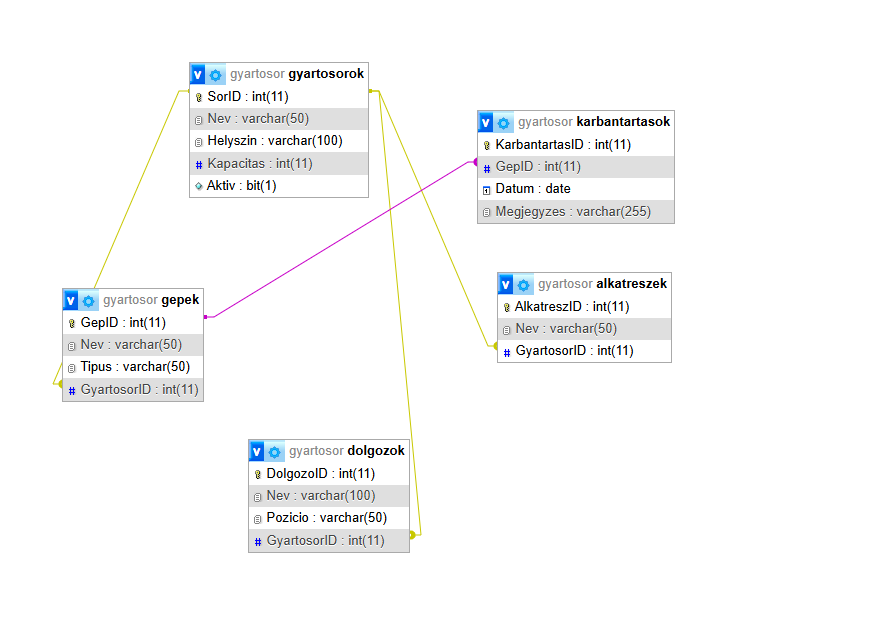 gyartosor gyartosorok
SorID : int(11)
Nev : varchar(50)
Helyszin : varchar(100)
Kapacitas : int(11)
Aktiv : bit(1)
gyartosor karbantartasok
KarbantartasID : int(11)
GepID : int(11)
Datum : date
Megjegyzes : varchar(255)
gyartosor alkatreszek
AlkatreszID : int(11)
Nev : varchar(50)
GyartosorID : int(11)
gyartosor gepek
GepID : int(11)
Nev : varchar(50)
Tipus : varchar(50)
GyartosorID : int(11)
gyartosor dolgozok
DolgozoID : int(11)
Nev : varchar(100)
Pozicio : varchar(50)
GyartosorID : int(11)